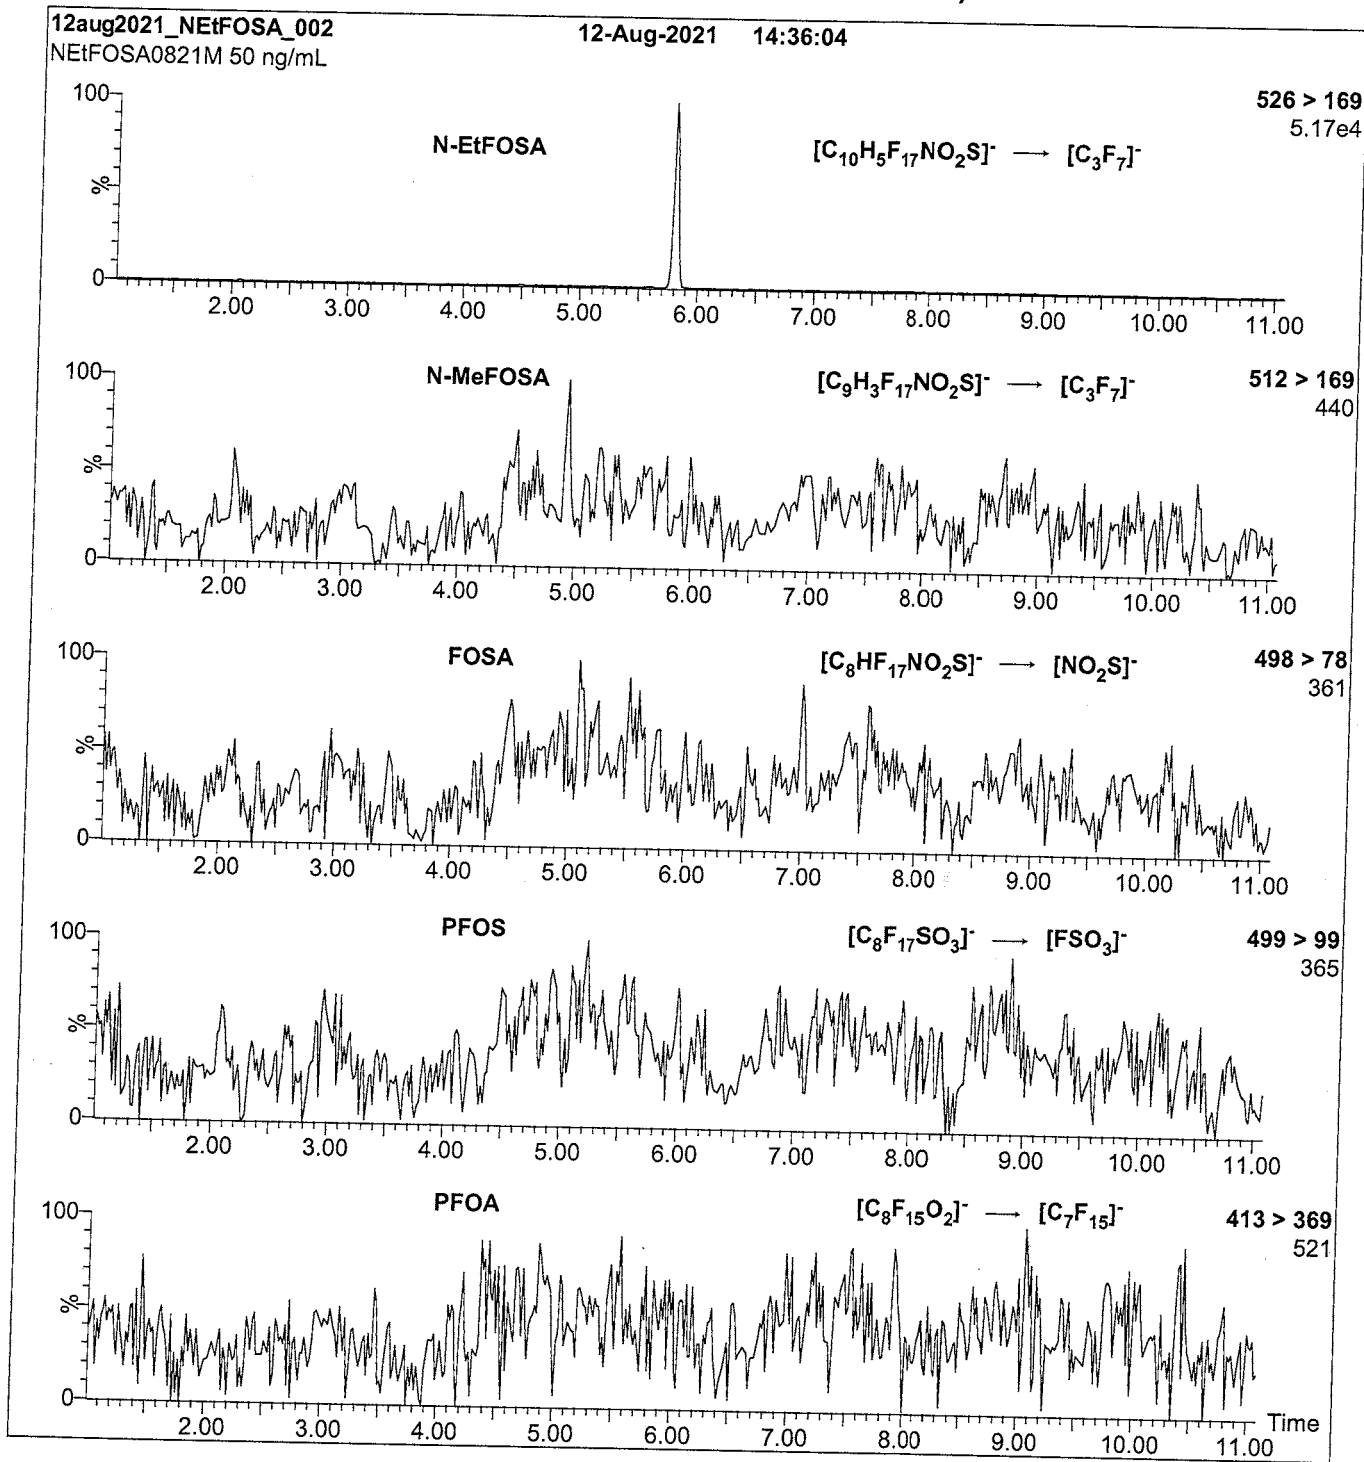 12aug2021_NEtFOSA_002 12-Aug-2021 14:36:04
NEtFOSA0821M 50 ng/mL
100
%
0
N-EtFOSA
[C₁₀H₅F₁₇NO₂S]⁻ → [C₃F₇]⁻
526 > 169
5.17e4
2.00 3.00 4.00 5.00 6.00 7.00 8.00 9.00 10.00 11.00
100
%
0
N-MeFOSA
[C₉H₃F₁₇NO₂S]⁻ → [C₃F₇]⁻
512 > 169
440
2.00 3.00 4.00 5.00 6.00 7.00 8.00 9.00 10.00 11.00
100
%
0
FOSA
[C₈HF₁₇NO₂S]⁻ → [NO₂S]⁻
498 > 78
361
2.00 3.00 4.00 5.00 6.00 7.00 8.00 9.00 10.00 11.00
100
%
0
PFOS
[C₈F₁₇SO₃]⁻ → [FSO₃]⁻
499 > 99
365
2.00 3.00 4.00 5.00 6.00 7.00 8.00 9.00 10.00 11.00
100
%
0
PFOA
[C₈F₁₅O₂]⁻ → [C₇F₁₅]⁻
413 > 369
521
Time
2.00 3.00 4.00 5.00 6.00 7.00 8.00 9.00 10.00 11.00